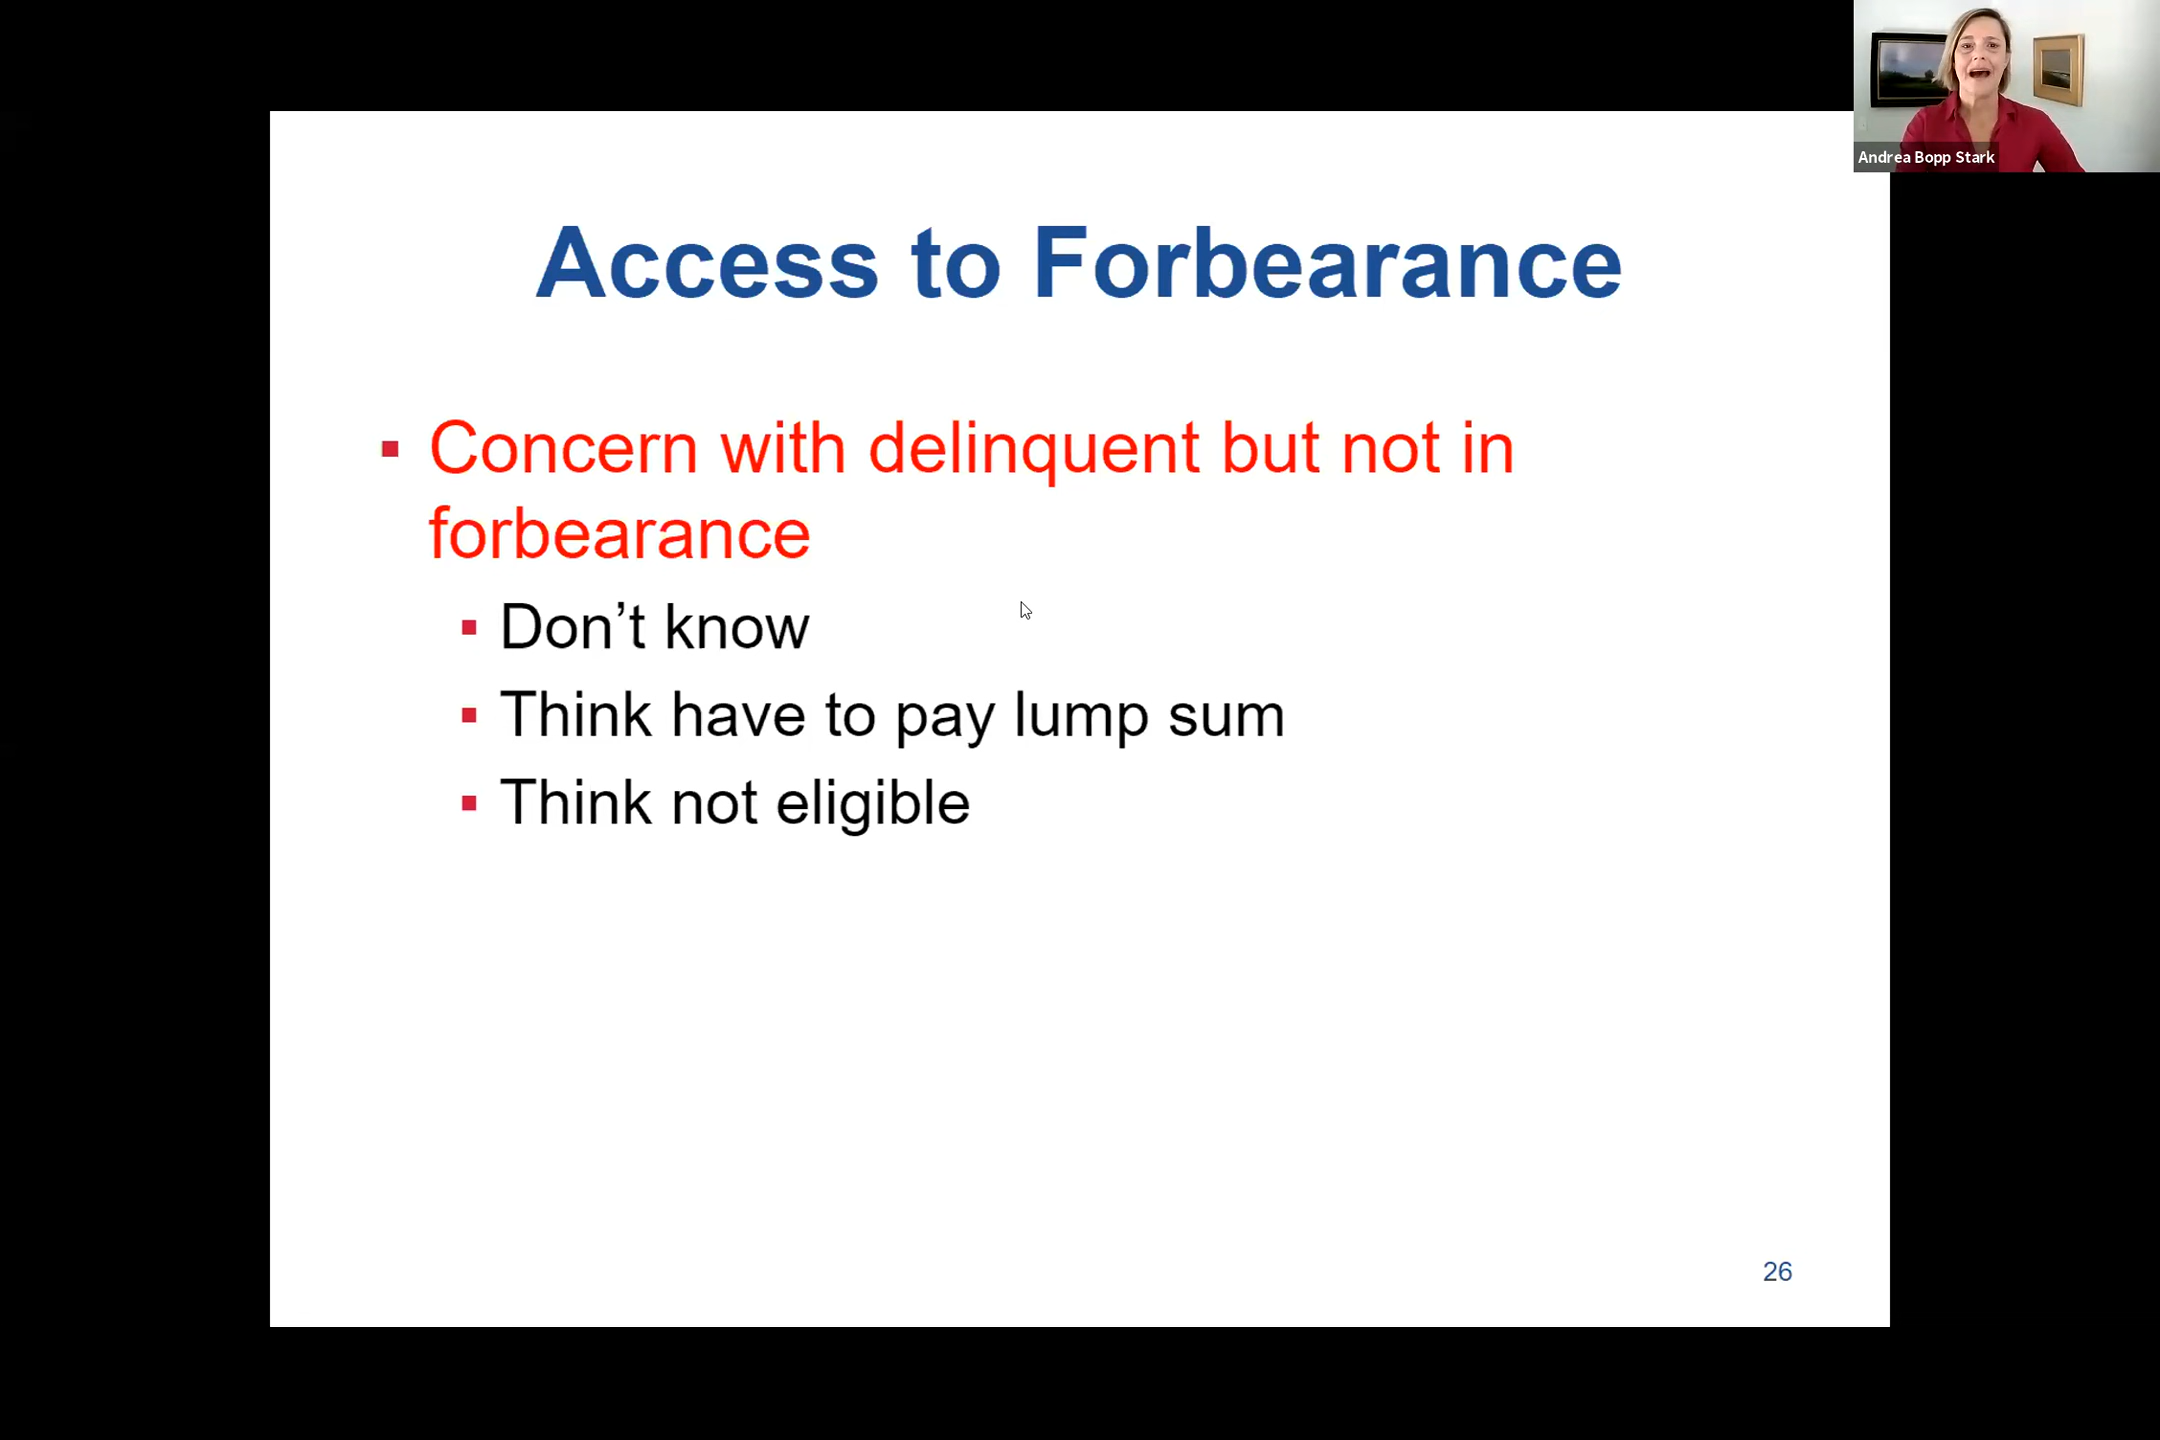 Andrea Bopp Stark
Access to Forbearance
Concern with delinquent but not in
forbearance
Don’t know
Think have to pay lump sum
Think not eligible
26